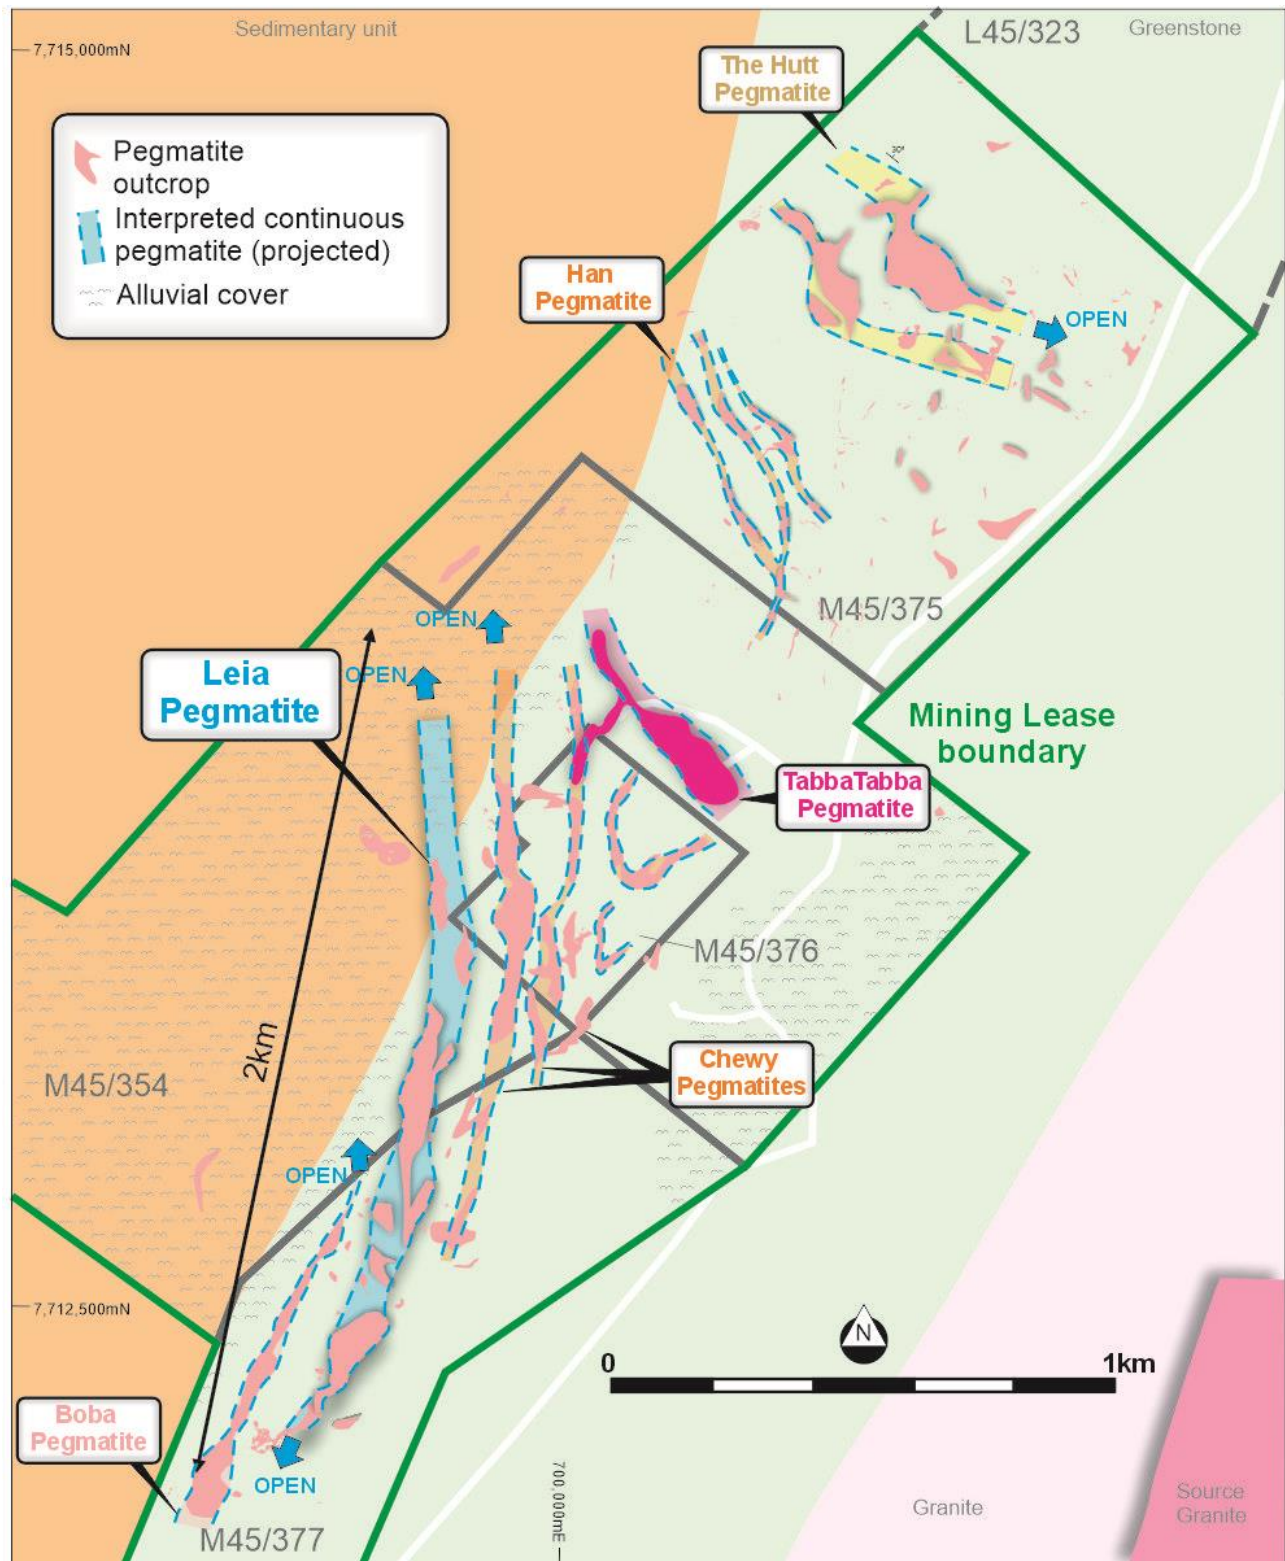 Sedimentary unit
L45/323
Greenstone
7,715,000mN
The Hutt
Pegmatite
30°
Pegmatite
outcrop
Interpreted continuous
pegmatite (projected)
Alluvial cover
Han
Pegmatite
OPEN
M45/375
OPEN
Leia
Pegmatite
OPEN
Mining Lease
boundary
TabbaTabba
Pegmatite
M45/376
2km
Chewy
Pegmatites
M45/354
OPEN
7,712,500mN
N
0
1km
Boba
Pegmatite
OPEN
700,000mE
Granite
Source
Granite
M45/377